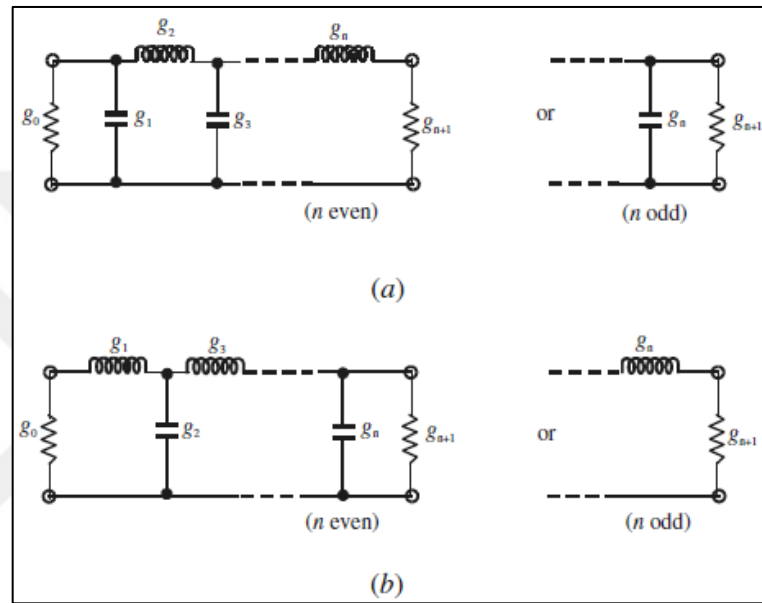 g₂ gₙ
g₀ g₁ g₃ gₙ₊₁ or gₙ gₙ₊₁
(n even) (n odd)
(a)
g₁ g₃ gₙ
g₀ g₂ gₙ gₙ₊₁ or gₙ₊₁
(n even) (n odd)
(b)